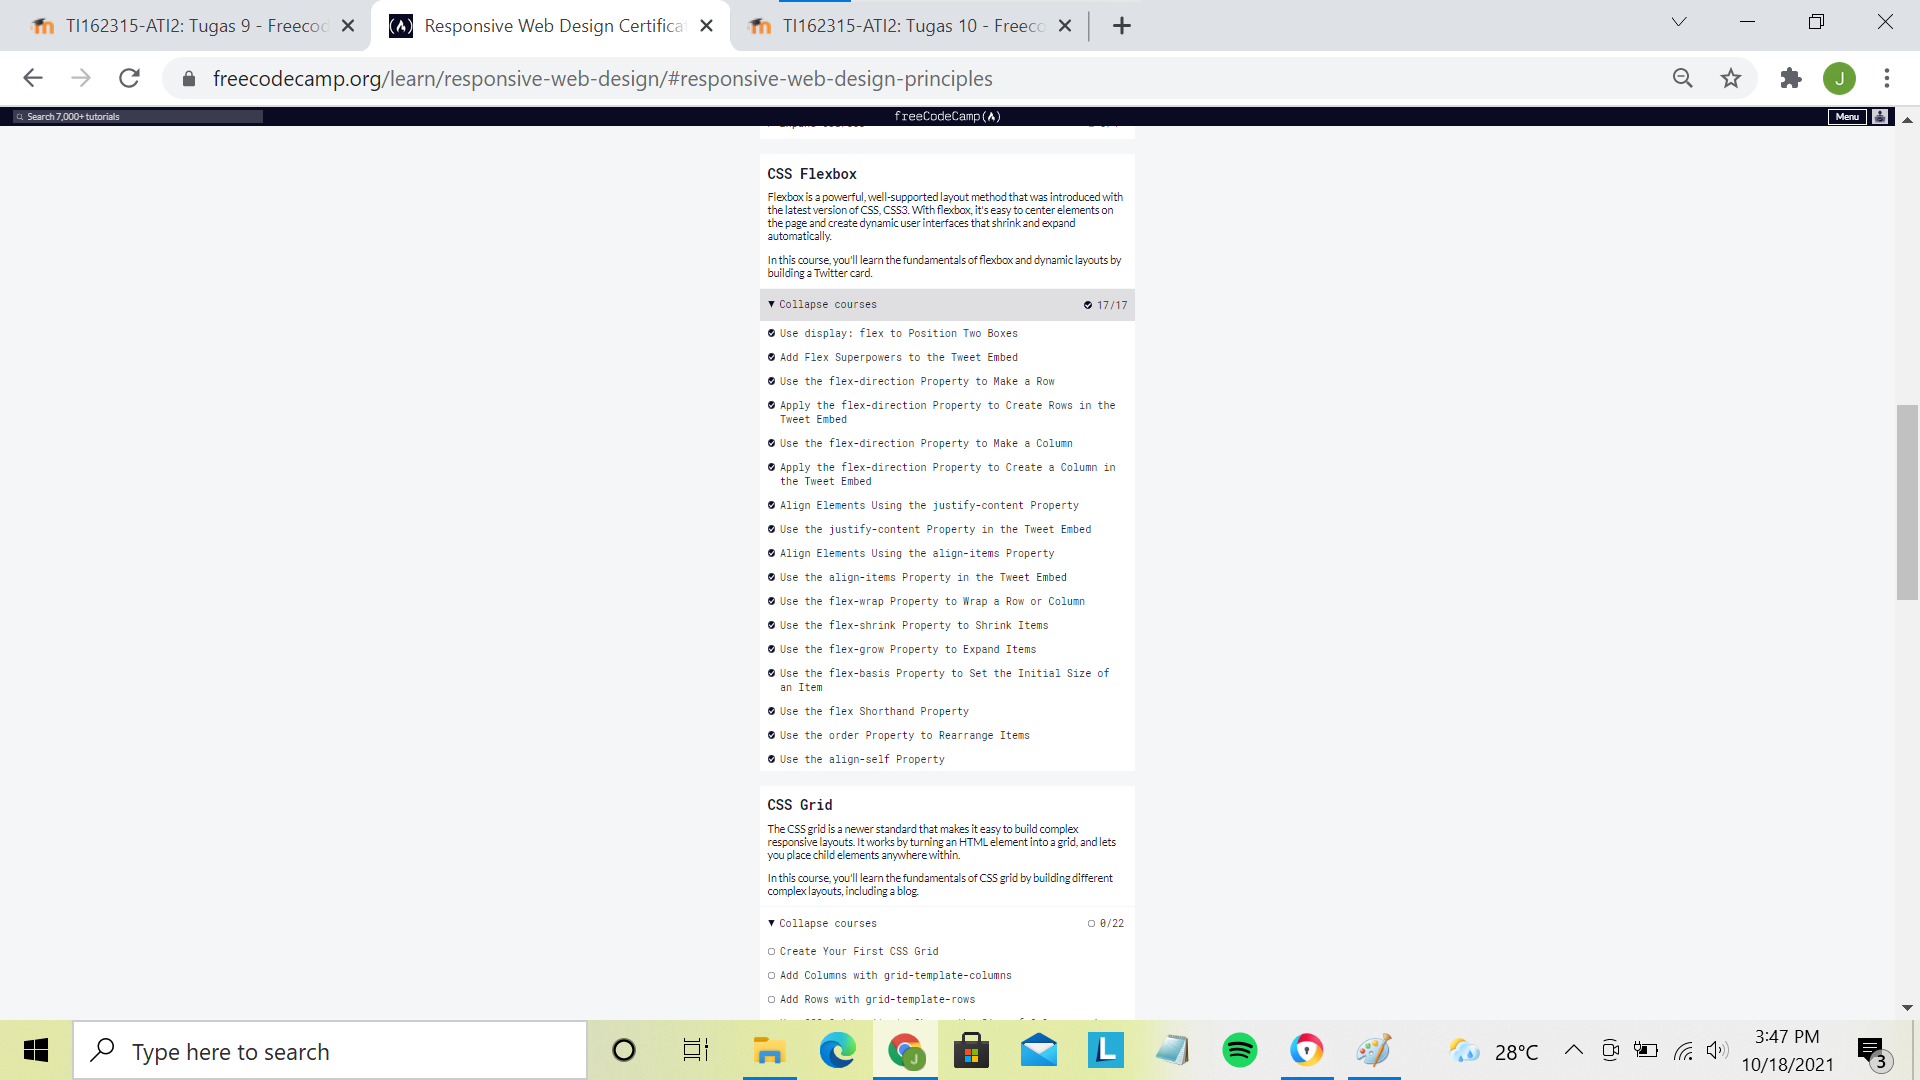 TI162315-ATI2: Tugas 9 - Freecod
Responsive Web Design Certifica
TI162315-ATI2: Tugas 10 - Freeco
freecodecamp.org/learn/responsive-web-design/#responsive-web-design-principles
J
Search 7,000+ tutorials
freeCodeCamp
Menu
CSS Flexbox
Flexbox is a powerful, well-supported layout method that was introduced with
the latest version of CSS, CSS3. With flexbox, it's easy to center elements on
the page and create dynamic user interfaces that shrink and expand
automatically.
In this course, you'll learn the fundamentals of flexbox and dynamic layouts by
building a Twitter card.
Collapse courses 17/17
Use display: flex to Position Two Boxes
Add Flex Superpowers to the Tweet Embed
Use the flex-direction Property to Make a Row
Apply the flex-direction Property to Create Rows in the
Tweet Embed
Use the flex-direction Property to Make a Column
Apply the flex-direction Property to Create a Column in
the Tweet Embed
Align Elements Using the justify-content Property
Use the justify-content Property in the Tweet Embed
Align Elements Using the align-items Property
Use the align-items Property in the Tweet Embed
Use the flex-wrap Property to Wrap a Row or Column
Use the flex-shrink Property to Shrink Items
Use the flex-grow Property to Expand Items
Use the flex-basis Property to Set the Initial Size of
an Item
Use the flex Shorthand Property
Use the order Property to Rearrange Items
Use the align-self Property
CSS Grid
The CSS grid is a newer standard that makes it easy to build complex
responsive layouts. It works by turning an HTML element into a grid, and lets
you place child elements anywhere within.
In this course, you'll learn the fundamentals of CSS grid by building different
complex layouts, including a blog.
Collapse courses 0/22
Create Your First CSS Grid
Add Columns with grid-template-columns
Add Rows with grid-template-rows
Type here to search
J
L
28°C
3:47 PM
10/18/2021
3